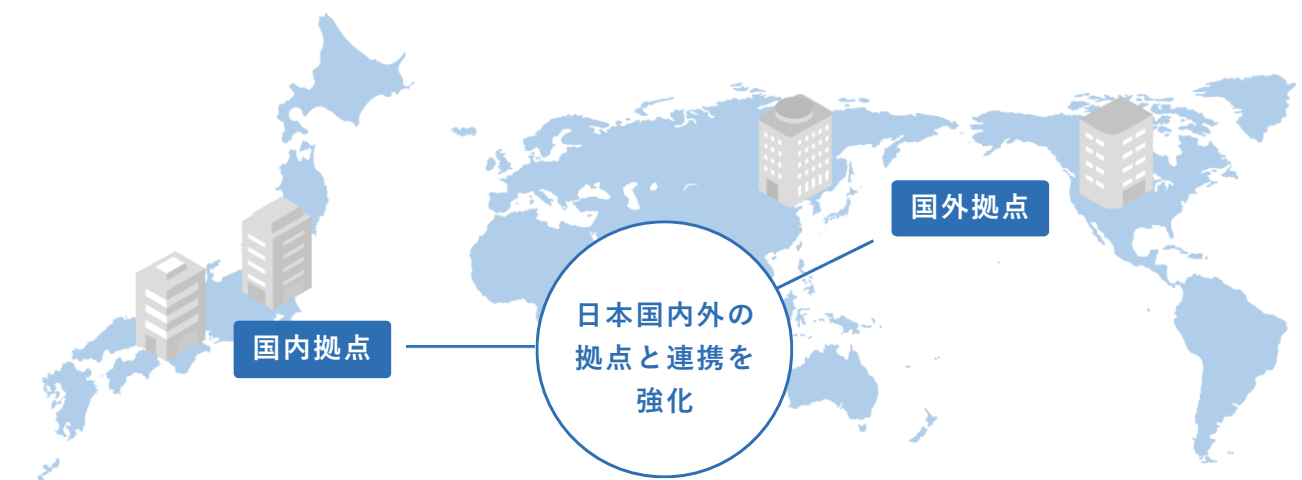 国外拠点
国内拠点
日本国内外の
拠点と連携を
強化